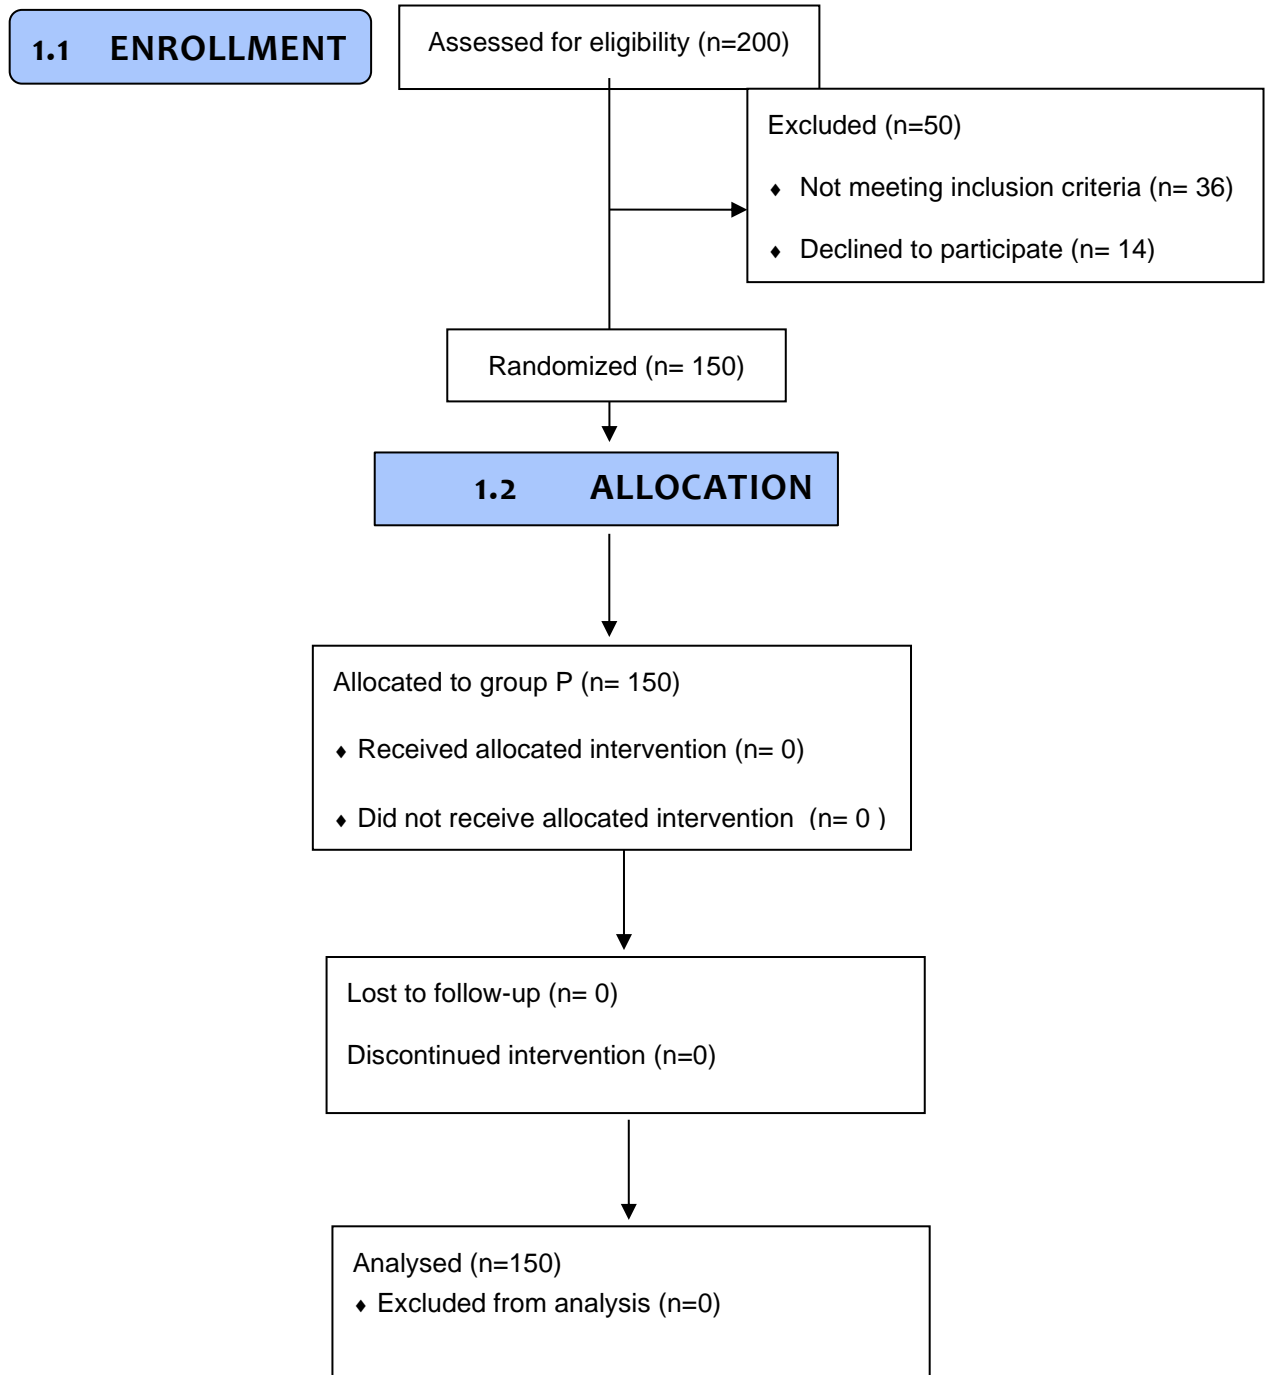 1.1 ENROLLMENT
Assessed for eligibility (n=200)
Excluded (n=50)
♦ Not meeting inclusion criteria (n= 36)
♦ Declined to participate (n= 14)
Randomized (n= 150)
1.2 ALLOCATION
Allocated to group P (n= 150)
♦ Received allocated intervention (n= 0)
♦ Did not receive allocated intervention (n= 0 )
Lost to follow-up (n= 0)
Discontinued intervention (n=0)
Analysed (n=150)
♦ Excluded from analysis (n=0)